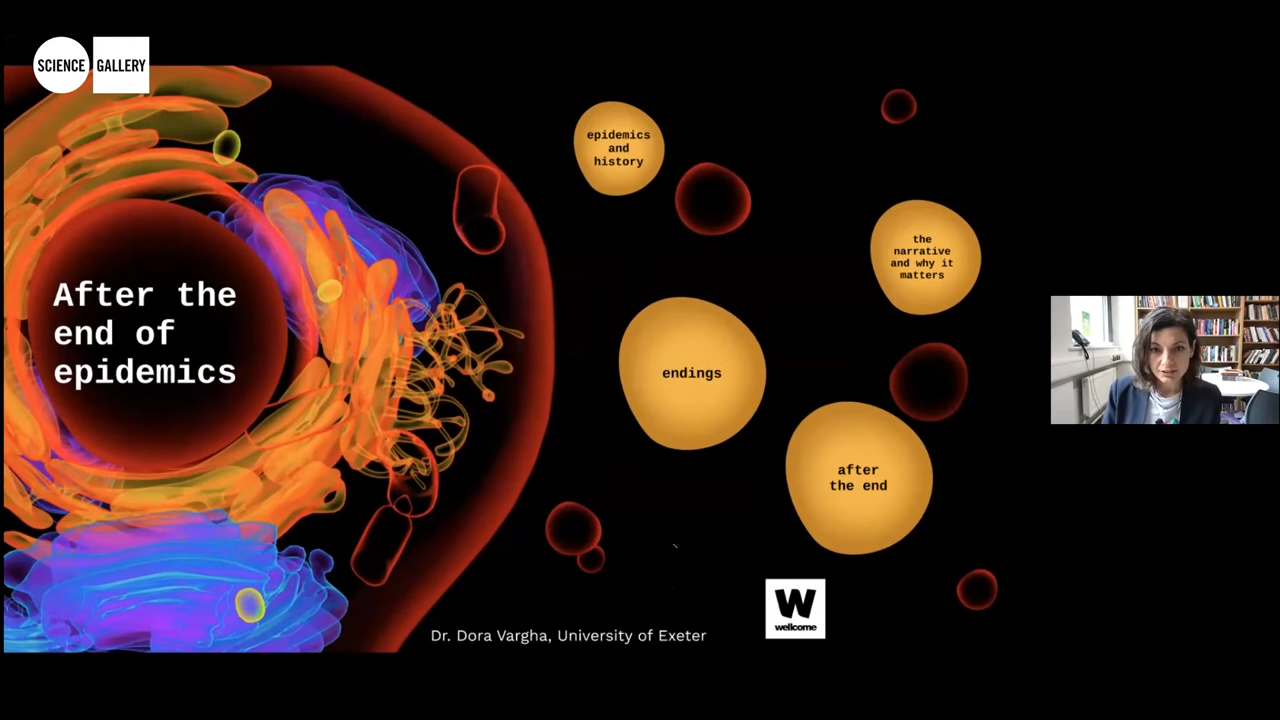 SCIENCE
GALLERY
After the
end of
epidemics
epidemics
and
history
the
narrative
and why it
matters
endings
after
the end
W
wellcome
Dr. Dora Vargha, University of Exeter